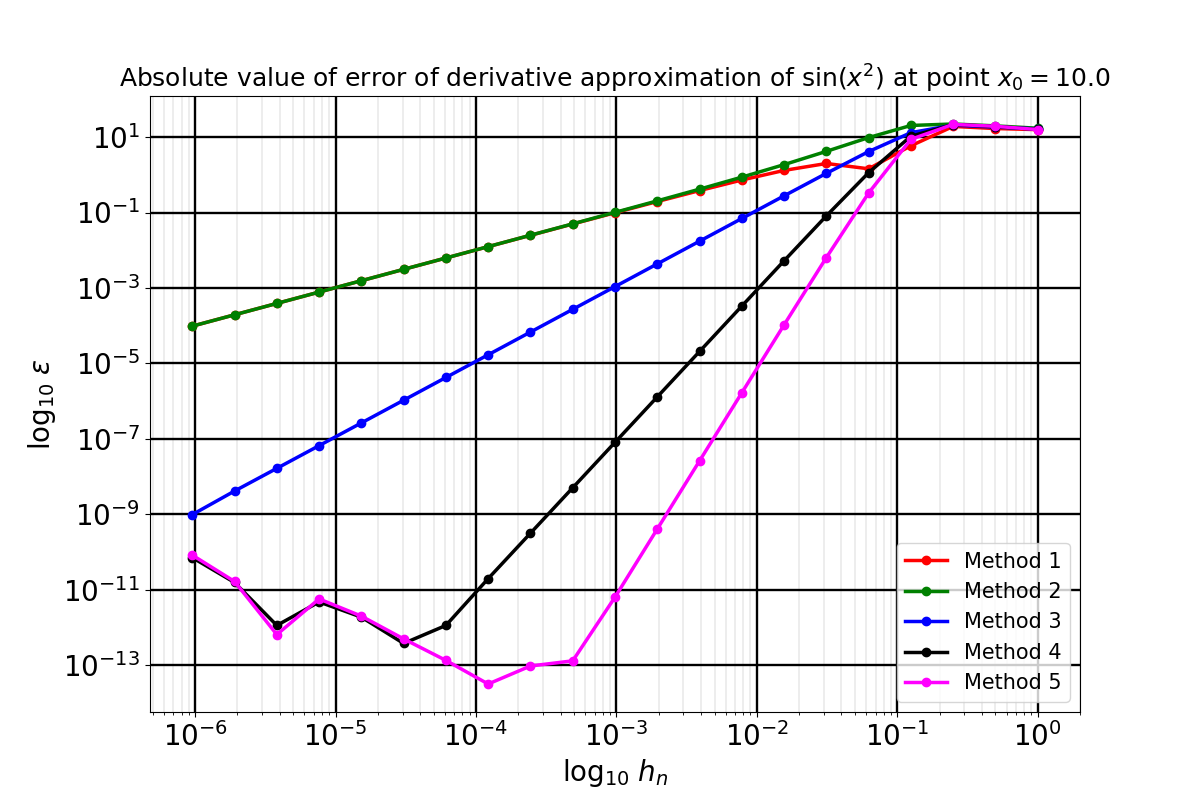 Absolute value of error of derivative approximation of sin(x²) at point x₀ = 10.0
log₁₀ ε
10¹
10⁻¹
10⁻³
10⁻⁵
10⁻⁷
10⁻⁹
10⁻¹¹
10⁻¹³
Method 1
Method 2
Method 3
Method 4
Method 5
10⁻⁶ 10⁻⁵ 10⁻⁴ 10⁻³ 10⁻² 10⁻¹ 10⁰
log₁₀ hₙ